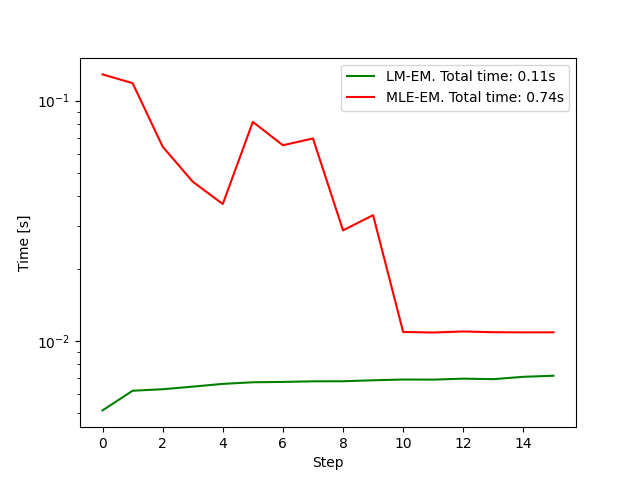 LM-EM. Total time: 0.11s
MLE-EM. Total time: 0.74s
10⁻¹
10⁻²
Time [s]
0 2 4 6 8 10 12 14
Step